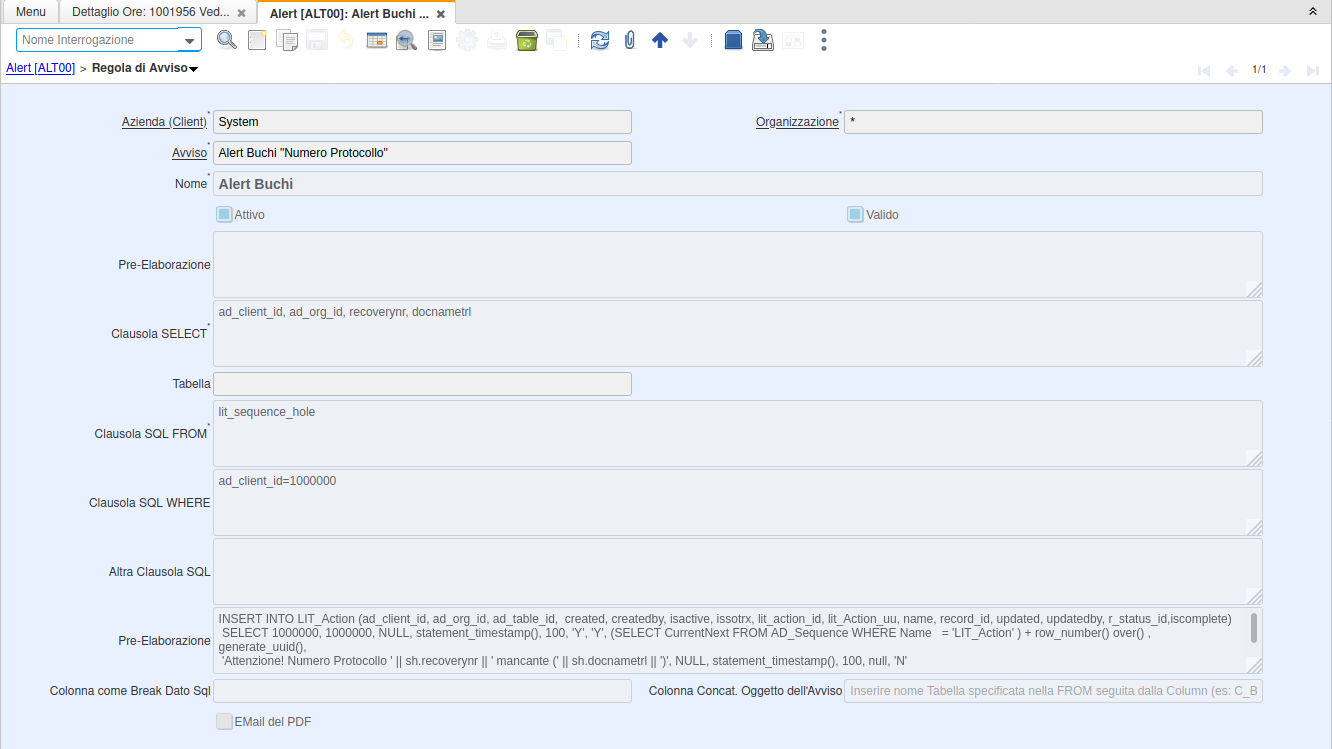 Menu
Dettaglio Ore: 1001956 Ved...
Alert [ALT00]: Alert Buchi ...
Nome Interrogazione
Alert [ALT00] > Regola di Avviso
1/1
Azienda (Client)* System
Organizzazione* *
Avviso* Alert Buchi "Numero Protocollo"
Nome* Alert Buchi
Attivo
Valido
Pre-Elaborazione
Clausola SELECT* ad_client_id, ad_org_id, recoverynr, docnametrl
Tabella
Clausola SQL FROM* lit_sequence_hole
Clausola SQL WHERE ad_client_id=1000000
Altra Clausola SQL
Pre-Elaborazione
INSERT INTO LIT_Action (ad_client_id, ad_org_id, ad_table_id,  created, createdby, isactive, issotrx, lit_action_id, lit_Action_uu, name, record_id, updated, updatedby, r_status_id,iscomplete)
SELECT 1000000, 1000000, NULL, statement_timestamp(), 100, 'Y', 'Y', (SELECT CurrentNext FROM AD_Sequence WHERE Name   = 'LIT_Action' ) + row_number() over() ,
generate_uuid(),
'Attenzione! Numero Protocollo ' || sh.recoverynr || ' mancante (' || sh.docnametrl || ')', NULL, statement_timestamp(), 100, null, 'N'
Colonna come Break Dato Sql
Colonna Concat. Oggetto dell'Avviso Inserire nome Tabella specificata nella FROM seguita dalla Column (es: C_B
EMail del PDF